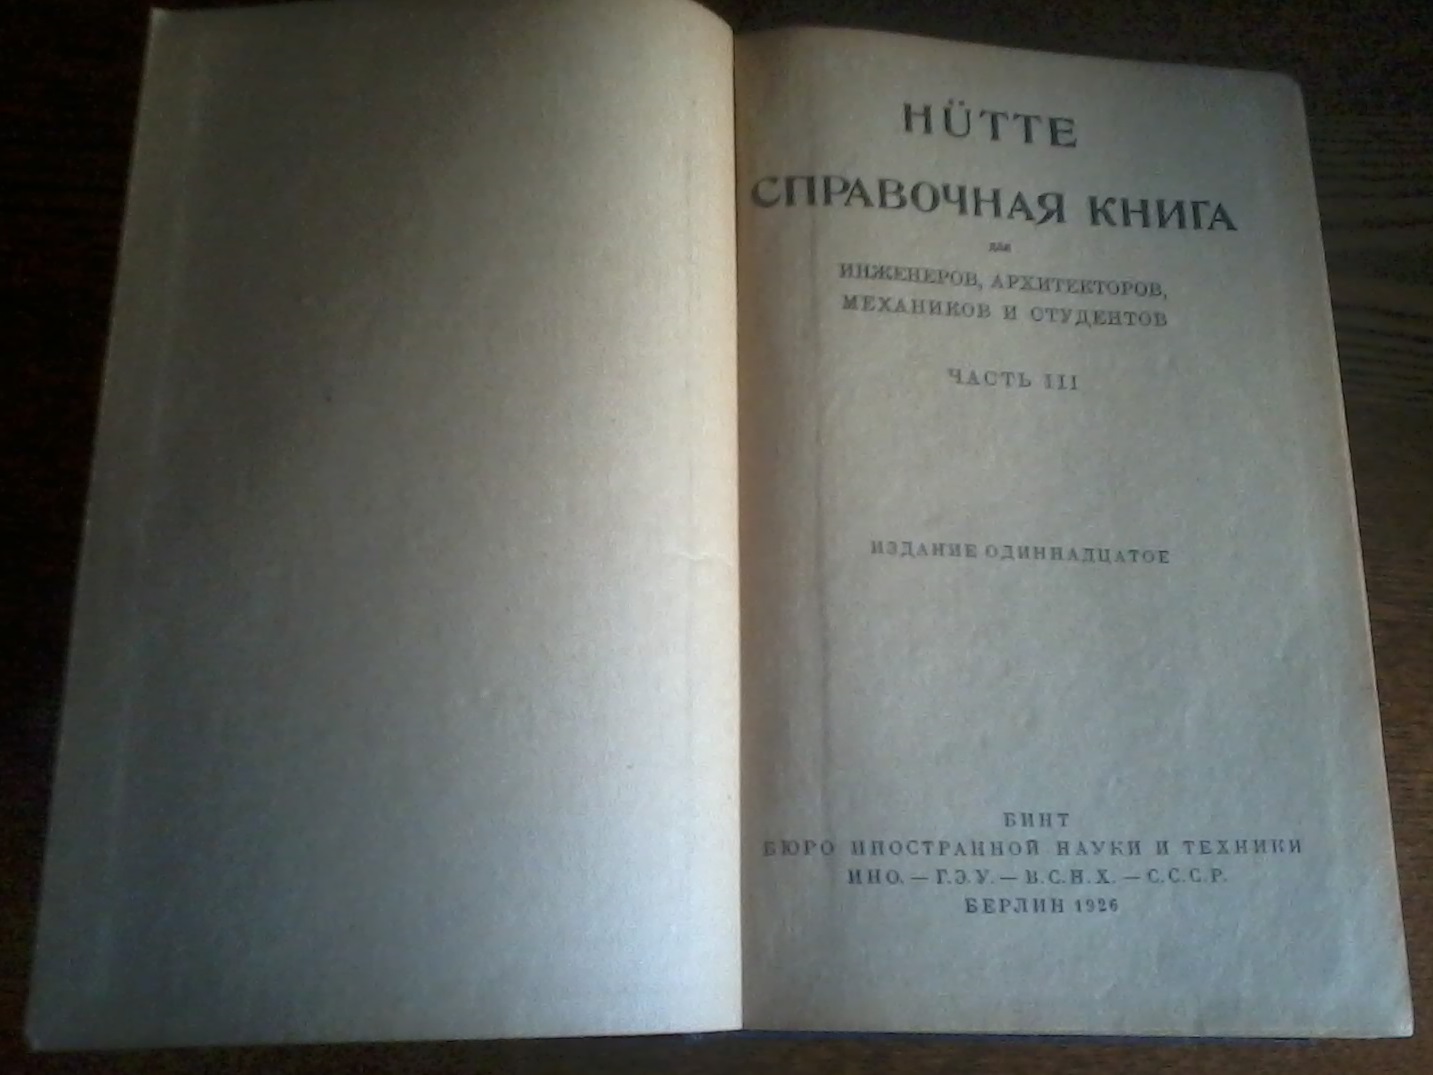 HÜTTE
СПРАВОЧНАЯ КНИГА
для
ИНЖЕНЕРОВ, АРХИТЕКТОРОВ,
МЕХАНИКОВ И СТУДЕНТОВ
ЧАСТЬ III
ИЗДАНИЕ ОДИННАДЦАТОЕ
БИНТ
БЮРО ИНОСТРАННОЙ НАУКИ И ТЕХНИКИ
ИНО. — Г.Э.У. — В.С.Н.Х. — С.С.С.Р.
БЕРЛИН 1926